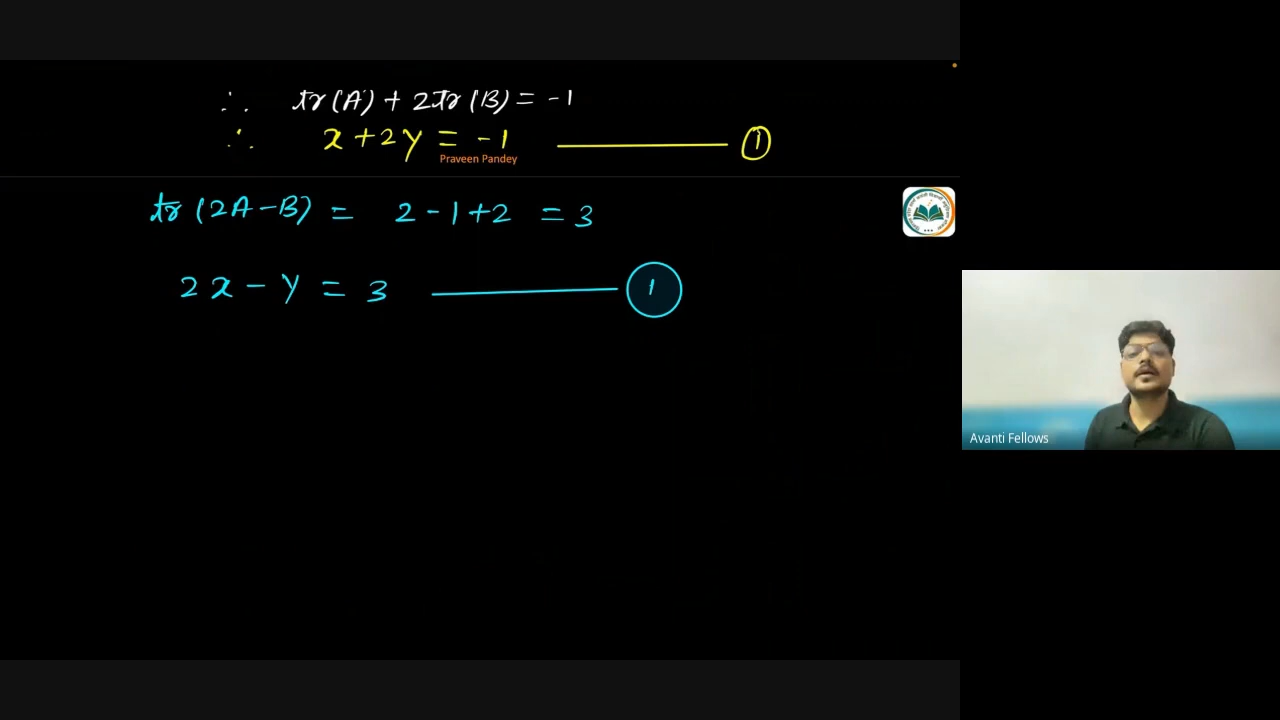 ∴ tr(A) + 2tr(B) = -1
∴ x + 2y = -1 ——— ①
Praveen Pandey
tr(2A-B) = 2-1+2 = 3
2x - y = 3 ——— ①
Avanti Fellows